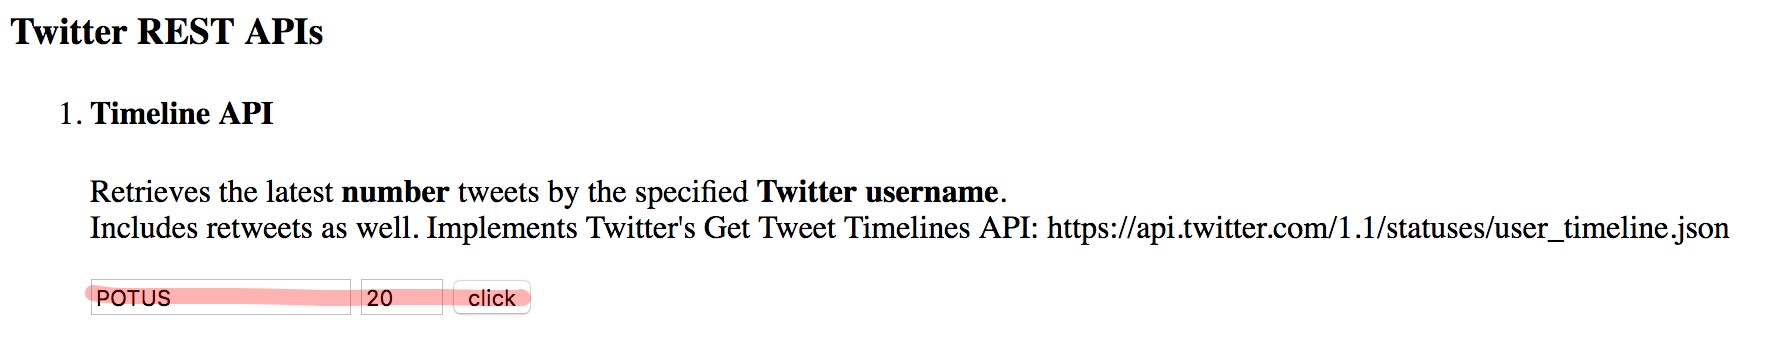 Twitter REST APIs
1. Timeline API
Retrieves the latest number tweets by the specified Twitter username.
Includes retweets as well. Implements Twitter's Get Tweet Timelines API: https://api.twitter.com/1.1/statuses/user_timeline.json
POTUS 20 click